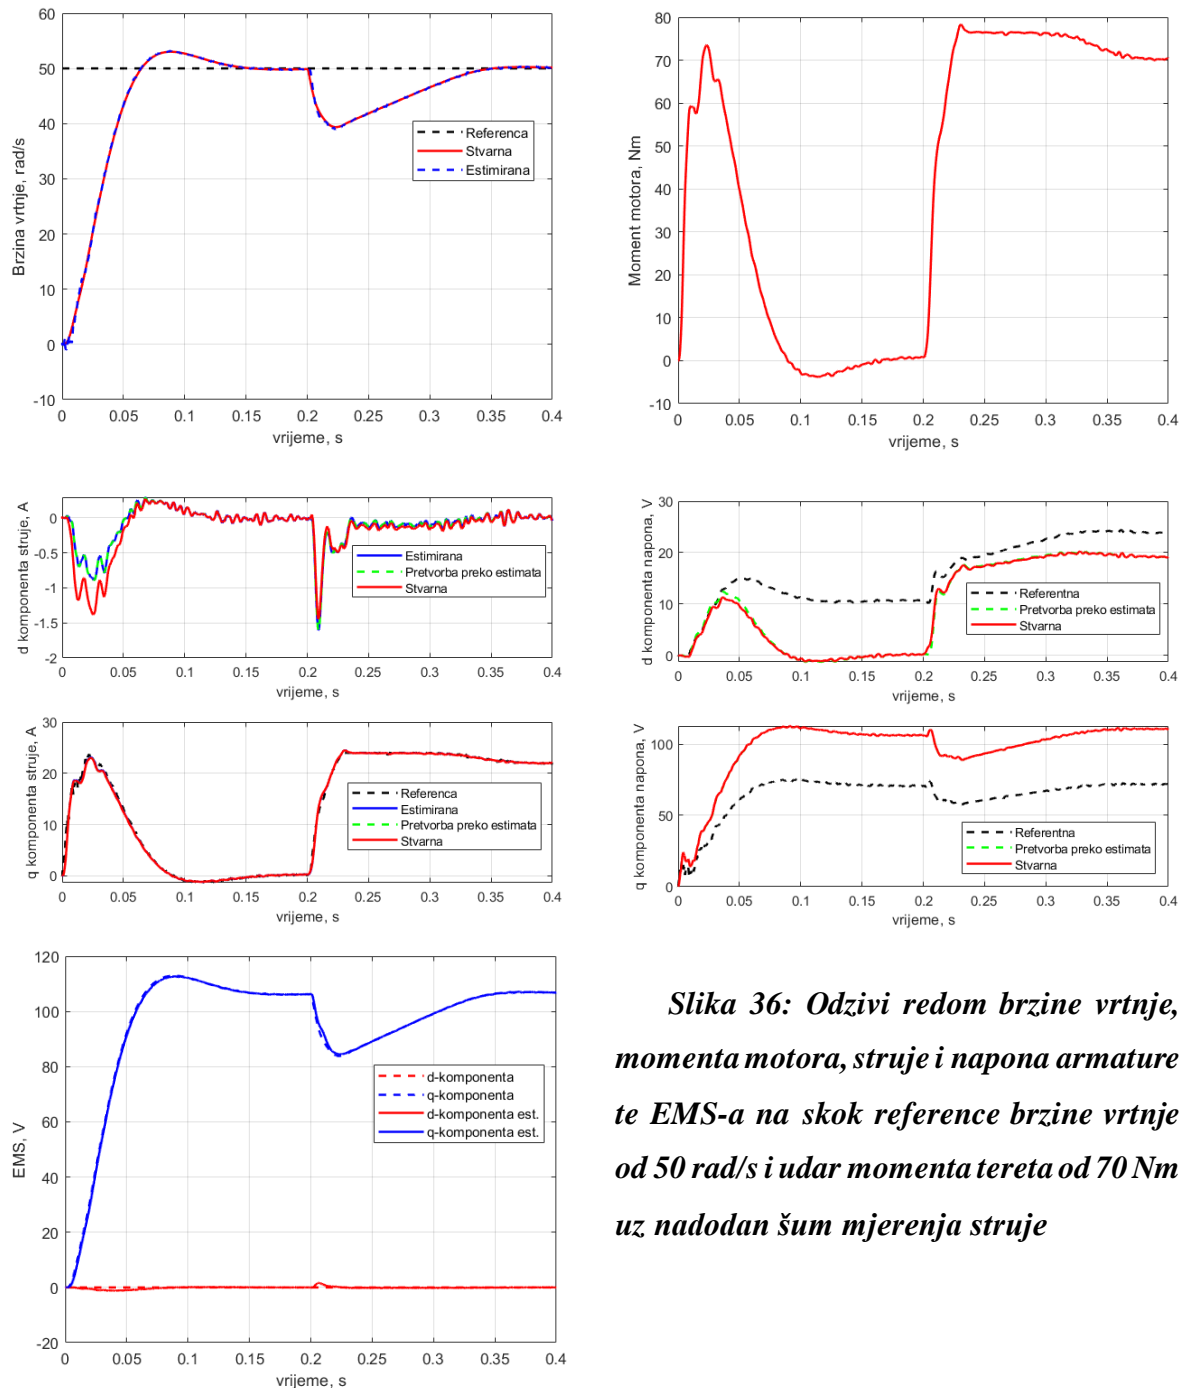 60
50
40
30
20
10
0
-10
Brzina vrtnje, rad/s
Referenca
Stvarna
Estimirana
0 0.05 0.1 0.15 0.2 0.25 0.3 0.35 0.4
vrijeme, s
80
70
60
50
40
30
20
10
0
-10
Moment motora, Nm
0 0.05 0.1 0.15 0.2 0.25 0.3 0.35 0.4
vrijeme, s
0
-0.5
-1
-1.5
-2
d komponenta struje, A
Estimirana
Pretvorba preko estimata
Stvarna
0 0.05 0.1 0.15 0.2 0.25 0.3 0.35 0.4
vrijeme, s
30
20
10
0
d komponenta napona, V
Referentna
Pretvorba preko estimata
Stvarna
0 0.05 0.1 0.15 0.2 0.25 0.3 0.35 0.4
vrijeme, s
30
20
10
0
q komponenta struje, A
Referenca
Estimirana
Pretvorba preko estimata
Stvarna
0 0.05 0.1 0.15 0.2 0.25 0.3 0.35 0.4
vrijeme, s
100
50
0
q komponenta napona, V
Referentna
Pretvorba preko estimata
Stvarna
0 0.05 0.1 0.15 0.2 0.25 0.3 0.35 0.4
vrijeme, s
120
100
80
60
40
20
0
-20
EMS, V
d-komponenta
q-komponenta
d-komponenta est.
q-komponenta est.
0 0.05 0.1 0.15 0.2 0.25 0.3 0.35 0.4
vrijeme, s
Slika 36: Odzivi redom brzine vrtnje,
momenta motora, struje i napona armature
te EMS-a na skok reference brzine vrtnje
od 50 rad/s i udar momenta tereta od 70 Nm
uz nadodan šum mjerenja struje